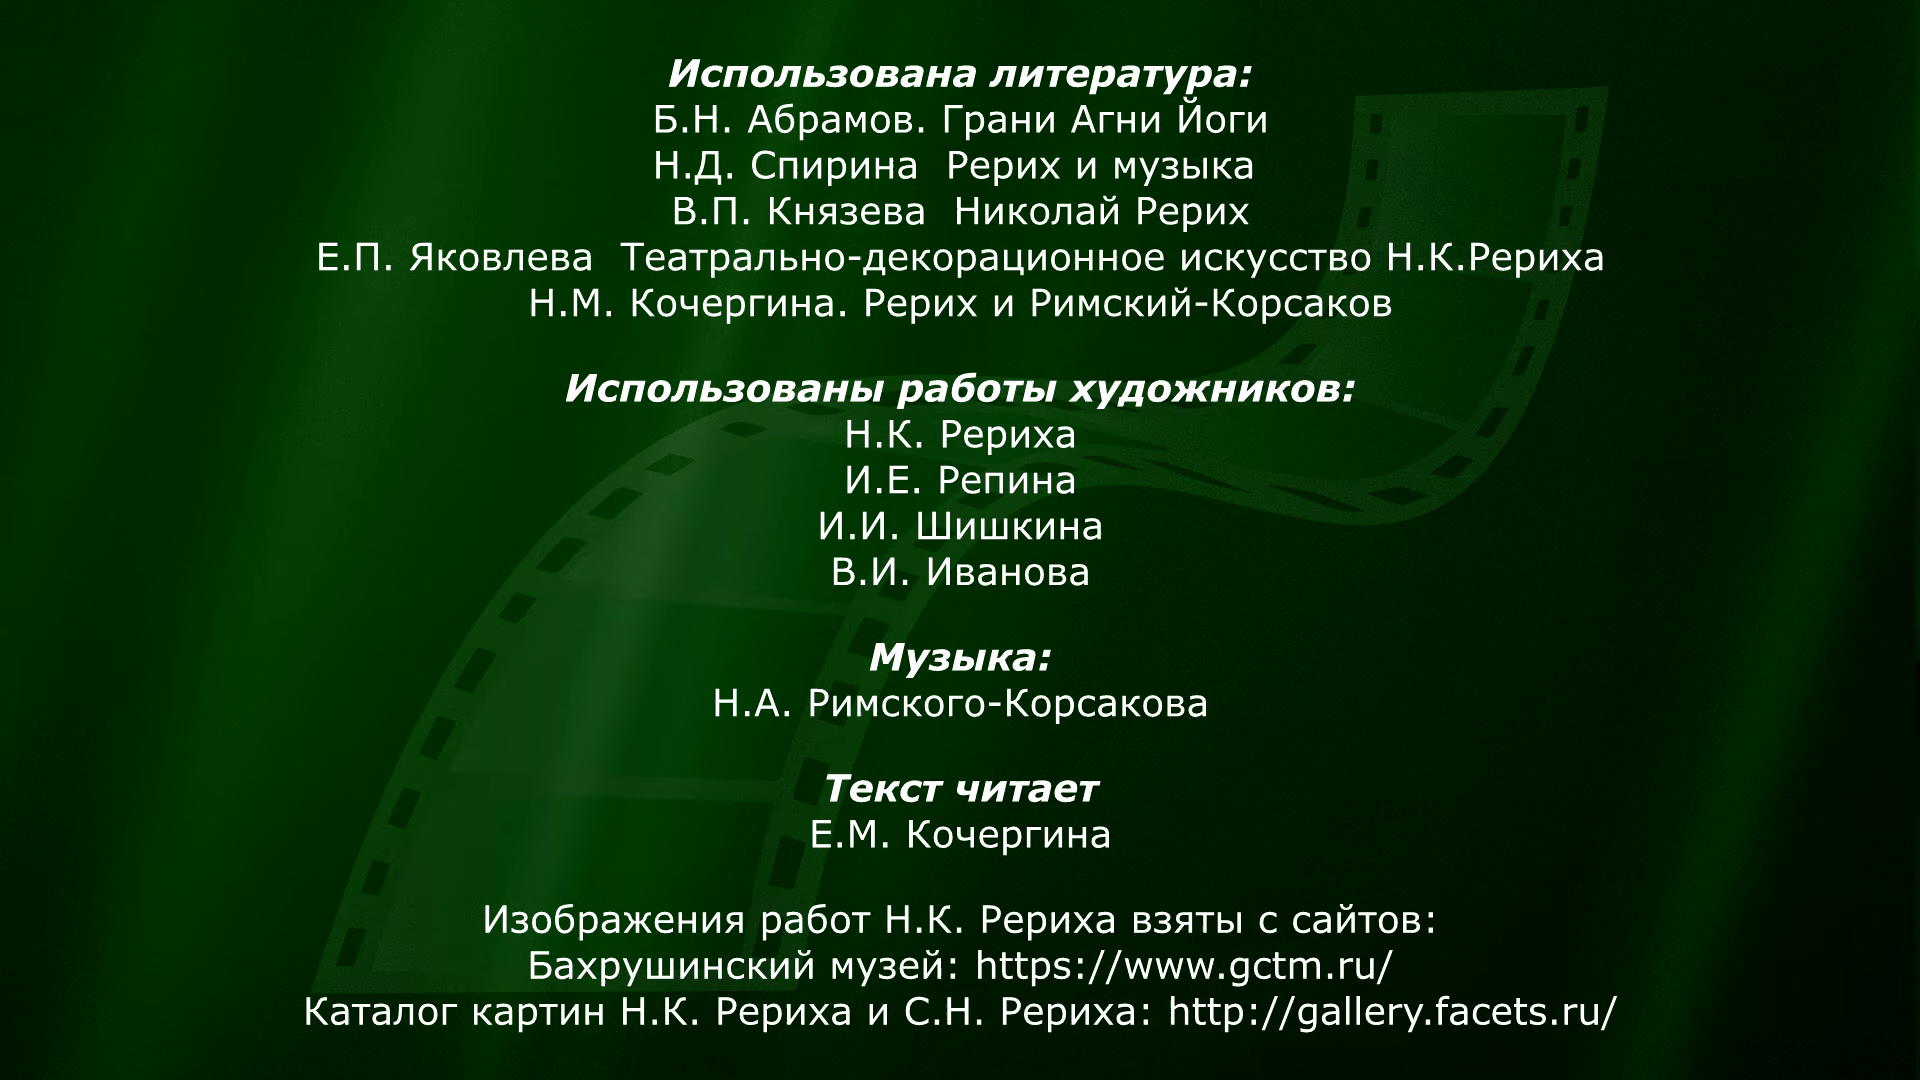 Использована литература:
Б.Н. Абрамов. Грани Агни Йоги
Н.Д. Спирина  Рерих и музыка
В.П. Князева  Николай Рерих
Е.П. Яковлева  Театрально-декорационное искусство Н.К.Рериха
Н.М. Кочергина. Рерих и Римский-Корсаков
Использованы работы художников:
Н.К. Рериха
И.Е. Репина
И.И. Шишкина
В.И. Иванова
Музыка:
Н.А. Римского-Корсакова
Текст читает
Е.М. Кочергина
Изображения работ Н.К. Рериха взяты с сайтов:
Бахрушинский музей: https://www.gctm.ru/
Каталог картин Н.К. Рериха и С.Н. Рериха: http://gallery.facets.ru/